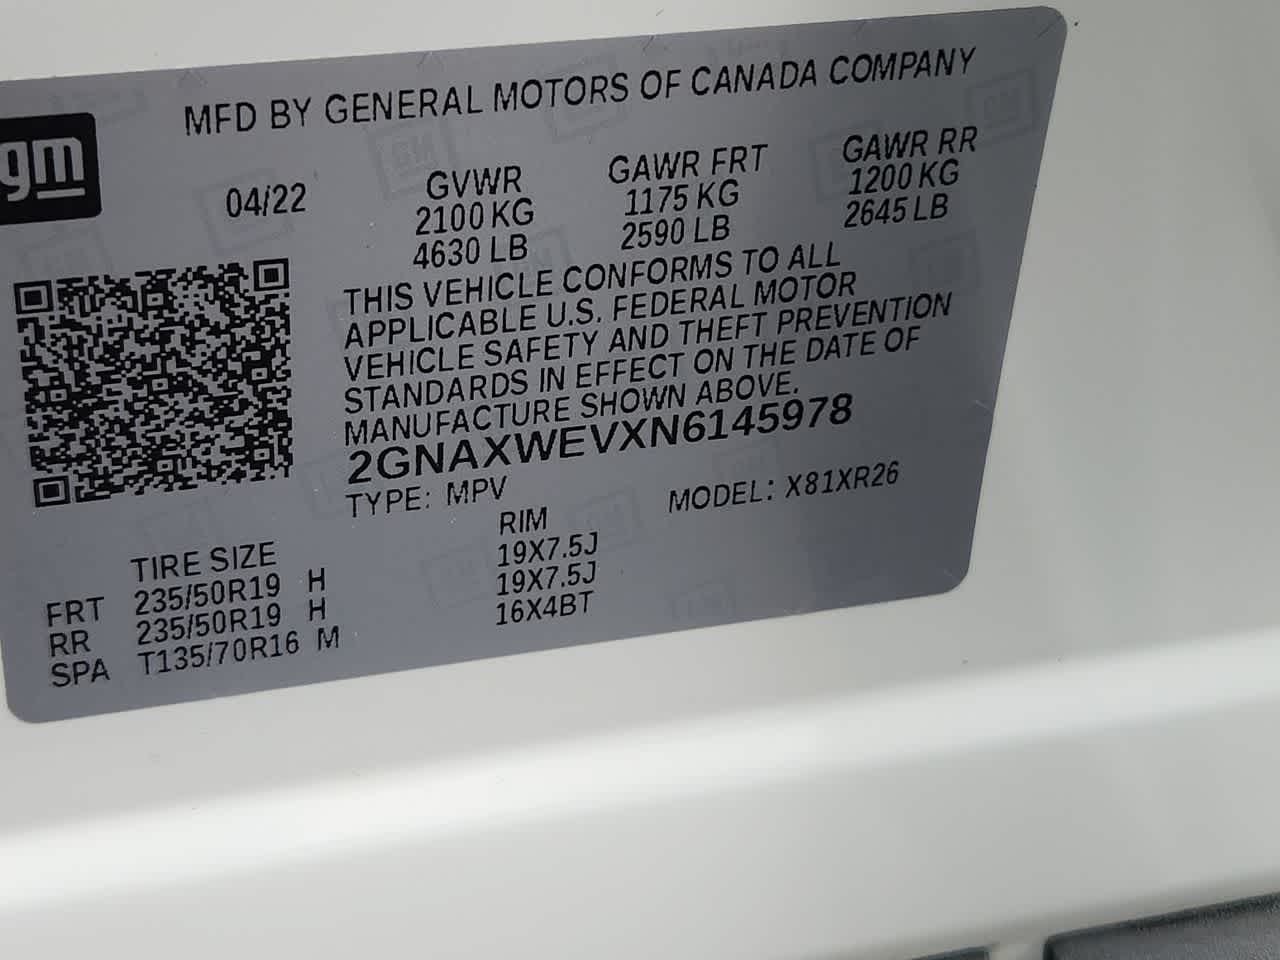 MFD BY GENERAL MOTORS OF CANADA COMPANY
gm
04/22
GVWR
2100 KG
4630 LB
GAWR FRT
1175 KG
2590 LB
GAWR RR
1200 KG
2645 LB
THIS VEHICLE CONFORMS TO ALL
APPLICABLE U.S. FEDERAL MOTOR
VEHICLE SAFETY AND THEFT PREVENTION
STANDARDS IN EFFECT ON THE DATE OF
MANUFACTURE SHOWN ABOVE.
2GNAXWEVXN6145978
TYPE: MPV MODEL: X81XR26
TIRE SIZE RIM
FRT 235/50R19 H 19X7.5J
RR 235/50R19 H 19X7.5J
SPA T135/70R16 M 16X4BT